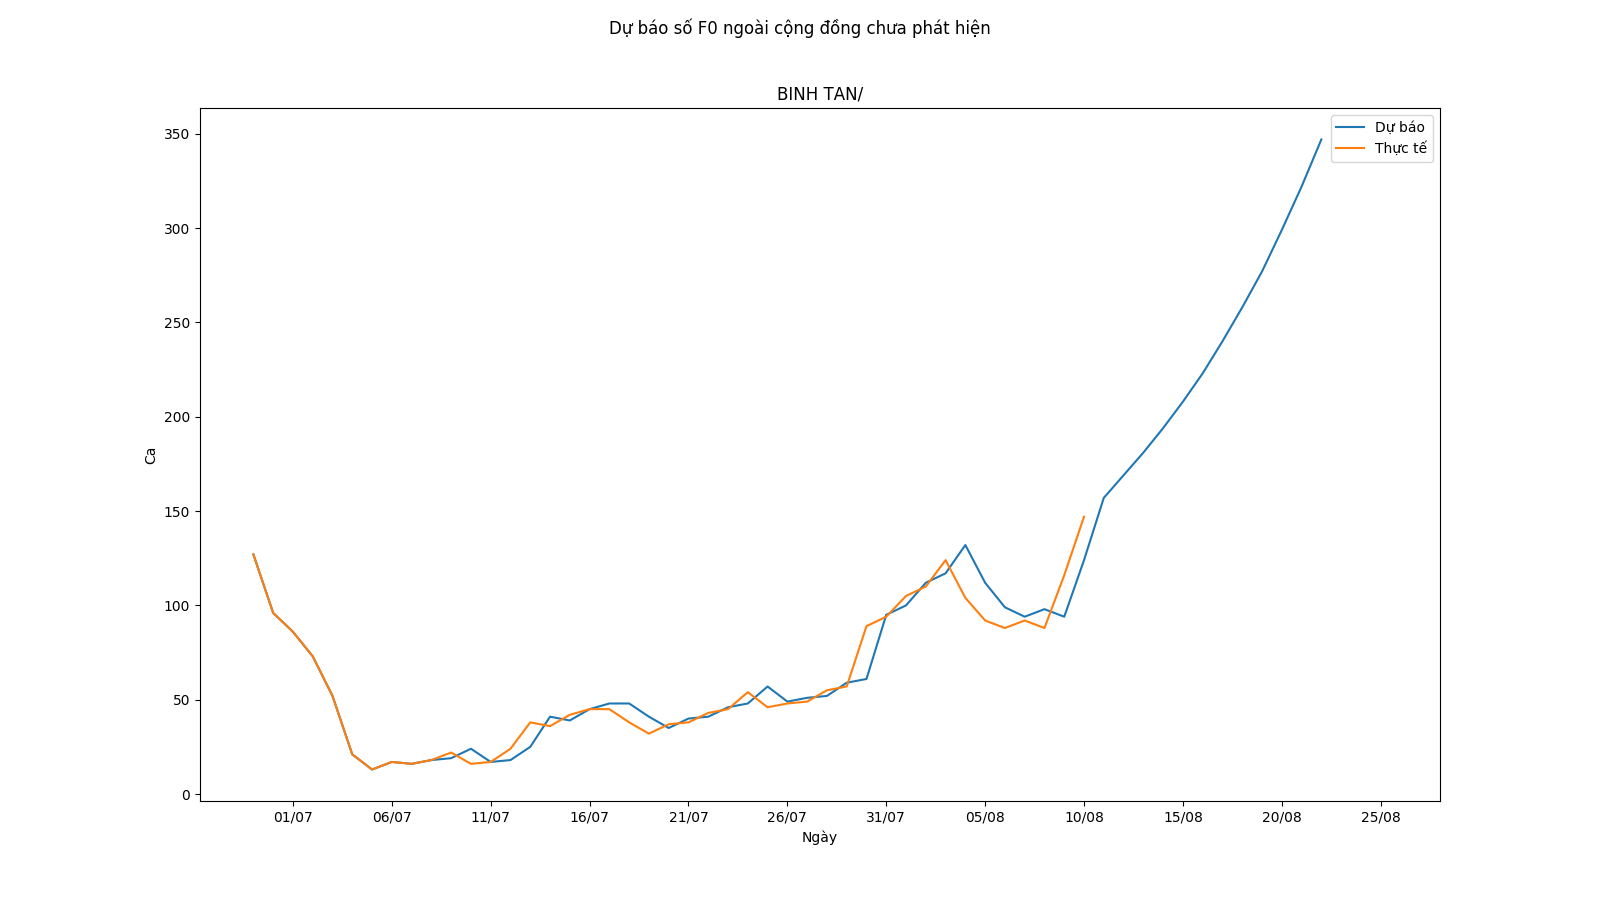 Dự báo số F0 ngoài cộng đồng chưa phát hiện
BINH TAN/
Dự báo
Thực tế
350
300
250
200
150
100
50
0
Ca
01/07 06/07 11/07 16/07 21/07 26/07 31/07 05/08 10/08 15/08 20/08 25/08
Ngày